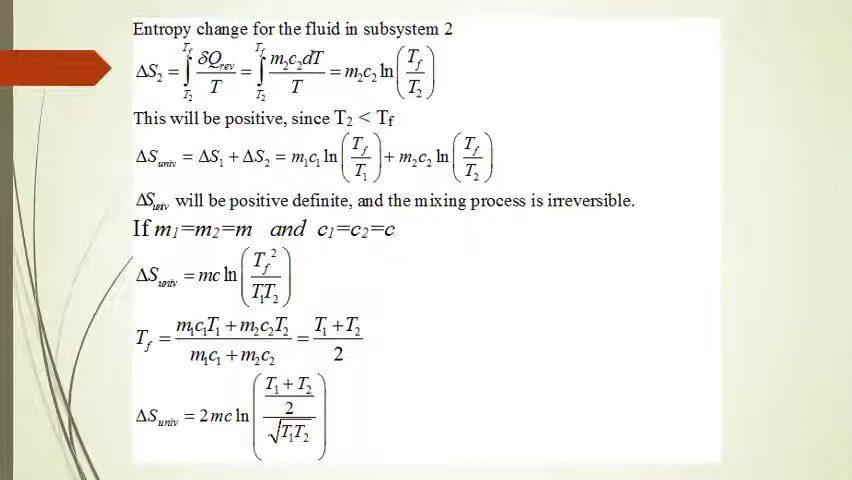 Entropy change for the fluid in subsystem 2
ΔS₂ = ∫_{T₂}^{T_f} δQ_rev / T = ∫_{T₂}^{T_f} m₂c₂dT / T = m₂c₂ ln(T_f / T₂)
This will be positive, since T₂ < T_f
ΔS_univ = ΔS₁ + ΔS₂ = m₁c₁ ln(T_f / T₁) + m₂c₂ ln(T_f / T₂)
ΔS_univ will be positive definite, and the mixing process is irreversible.
If m₁=m₂=m and c₁=c₂=c
ΔS_univ = mc ln(T_f² / T₁T₂)
T_f = (m₁c₁T₁ + m₂c₂T₂) / (m₁c₁ + m₂c₂) = (T₁ + T₂) / 2
ΔS_univ = 2mc ln(((T₁ + T₂) / 2) / √(T₁T₂))